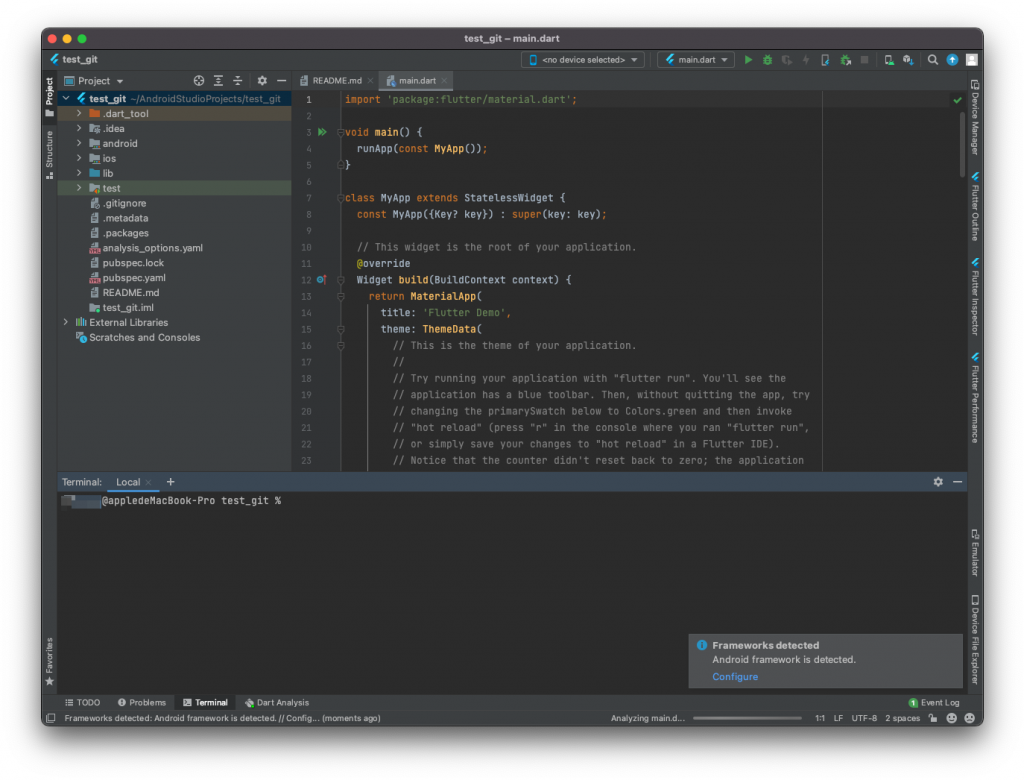 test_git – main.dart
test_git
<no device selected>
main.dart
Project
README.md
main.dart
test_git ~/AndroidStudioProjects/test_git
.dart_tool
.idea
android
ios
lib
test
.gitignore
.metadata
.packages
analysis_options.yaml
pubspec.lock
pubspec.yaml
README.md
test_git.iml
External Libraries
Scratches and Consoles
1 import 'package:flutter/material.dart';
2
3 void main() {
4 runApp(const MyApp());
5 }
6
7 class MyApp extends StatelessWidget {
8 const MyApp({Key? key}) : super(key: key);
9
10 // This widget is the root of your application.
11 @override
12 Widget build(BuildContext context) {
13 return MaterialApp(
14 title: 'Flutter Demo',
15 theme: ThemeData(
16 // This is the theme of your application.
17 //
18 // Try running your application with "flutter run". You'll see the
19 // application has a blue toolbar. Then, without quitting the app, try
20 // changing the primarySwatch below to Colors.green and then invoke
21 // "hot reload" (press "r" in the console where you ran "flutter run",
22 // or simply save your changes to "hot reload" in a Flutter IDE).
23 // Notice that the counter didn't reset back to zero; the application
Project
Structure
Favorites
Device Manager
Flutter Outline
Flutter Inspector
Flutter Performance
Emulator
Device File Explorer
Terminal: Local +
@appledeMacBook-Pro test_git %
Frameworks detected
Android framework is detected.
Configure
TODO Problems Terminal Dart Analysis 1 Event Log
Frameworks detected: Android framework is detected. // Config... (moments ago) Analyzing main.d... 1:1 LF UTF-8 2 spaces